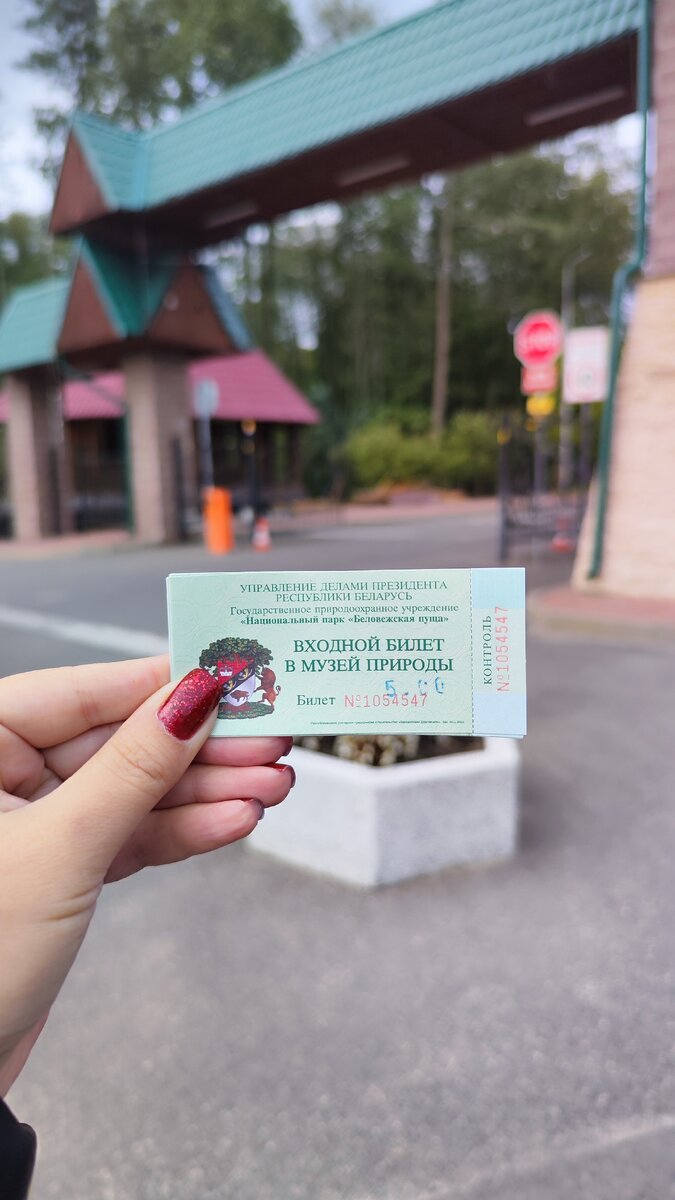 УПРАВЛЕНИЕ ДЕЛАМИ ПРЕЗИДЕНТА
РЕСПУБЛИКИ БЕЛАРУСЬ
Государственное природоохранное учреждение
«Национальный парк «Беловежская пуща»
ВХОДНОЙ БИЛЕТ
В МУЗЕЙ ПРИРОДЫ
5.00
Билет №1054547
КОНТРОЛЬ
№1054547